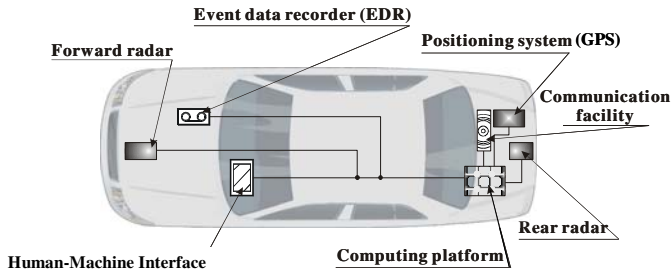 Event data recorder (EDR)
Forward radar
Positioning system (GPS)
Communication
facility
Rear radar
Human-Machine Interface
Computing platform